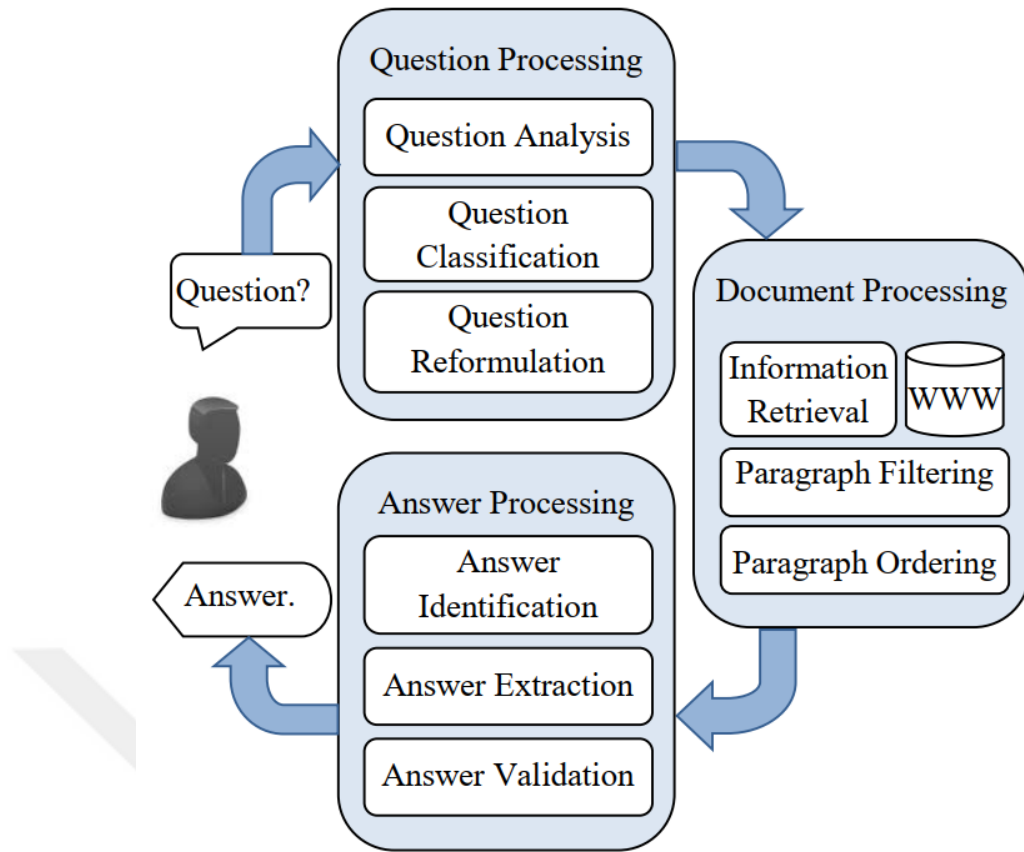 Question Processing
Question Analysis
Question
Classification
Question
Reformulation
Question?
Document Processing
Information
Retrieval
WWW
Paragraph Filtering
Paragraph Ordering
Answer Processing
Answer
Identification
Answer Extraction
Answer Validation
Answer.